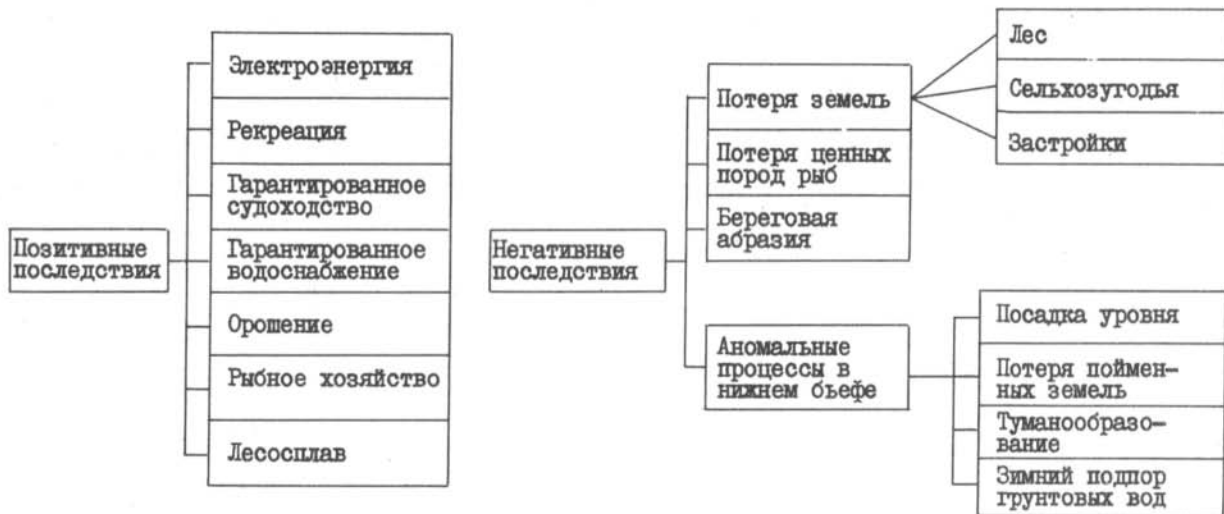 Позитивные
последствия
Электроэнергия
Рекреация
Гарантированное
судоходство
Гарантированное
водоснабжение
Орошение
Рыбное хозяйство
Лесосплав
Негативные
последствия
Потеря земель
Потеря ценных
пород рыб
Береговая
абразия
Аномальные
процессы в
нижнем бьефе
Лес
Сельхозугодья
Застройки
Посадка уровня
Потеря поймен-
ных земель
Туманообразо-
вание
Зимний подпор
грунтовых вод